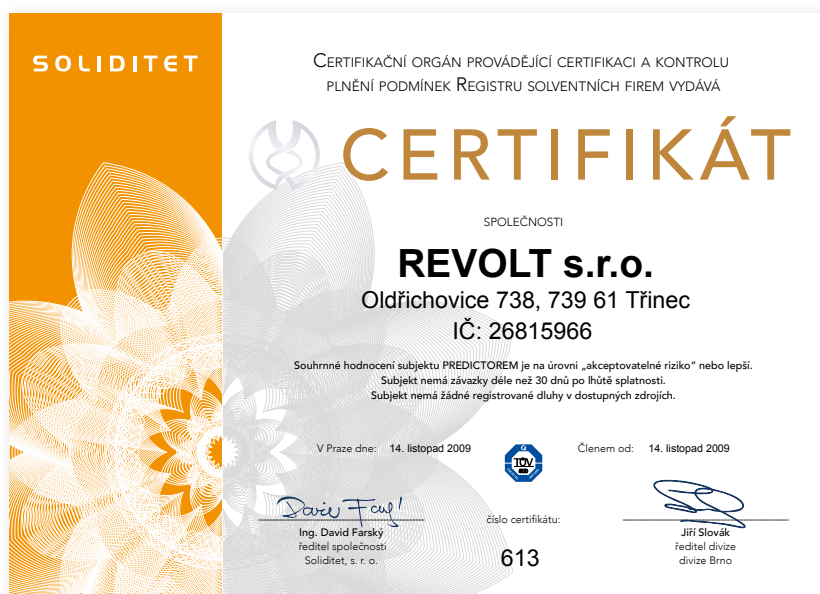 SOLIDITET
Certifikační orgán provádějící certifikaci a kontrolu
plnění podmínek Registru solventních firem vydává
CERTIFIKÁT
SPOLEČNOSTI
REVOLT s.r.o.
Oldřichovice 738, 739 61 Třinec
IČ: 26815966
Souhrnné hodnocení subjektu PREDICTOREM je na úrovni „akceptovatelné riziko“ nebo lepší.
Subjekt nemá závazky déle než 30 dnů po lhůtě splatnosti.
Subjekt nemá žádné registrované dluhy v dostupných zdrojích.
V Praze dne: 14. listopad 2009
TÜV
Členem od: 14. listopad 2009
Ing. David Farský
ředitel společnosti
Soliditet, s. r. o.
číslo certifikátu:
613
Jiří Slovák
ředitel divize
divize Brno